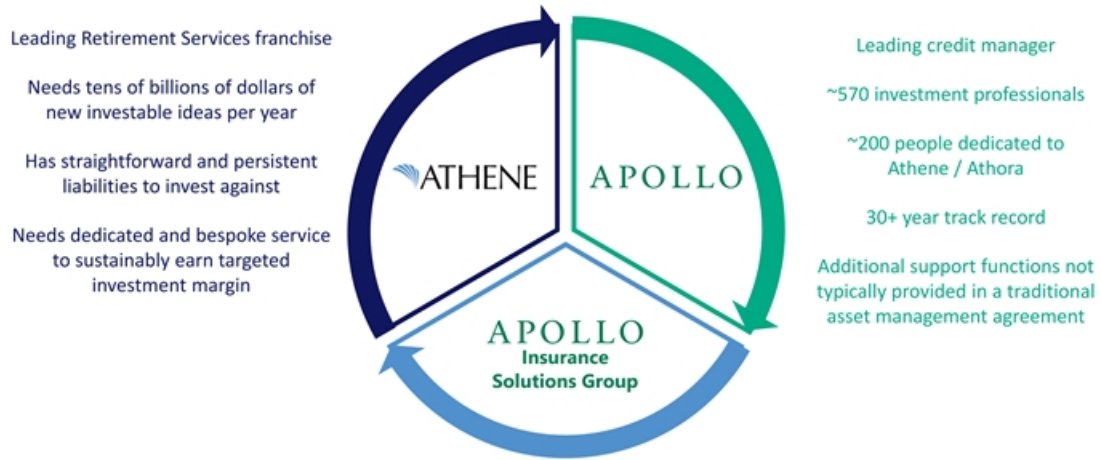 Leading Retirement Services franchise
Needs tens of billions of dollars of
new investable ideas per year
Has straightforward and persistent
liabilities to invest against
Needs dedicated and bespoke service
to sustainably earn targeted
investment margin
ATHENE
APOLLO
APOLLO
Insurance
Solutions Group
Leading credit manager
~570 investment professionals
~200 people dedicated to
Athene / Athora
30+ year track record
Additional support functions not
typically provided in a traditional
asset management agreement